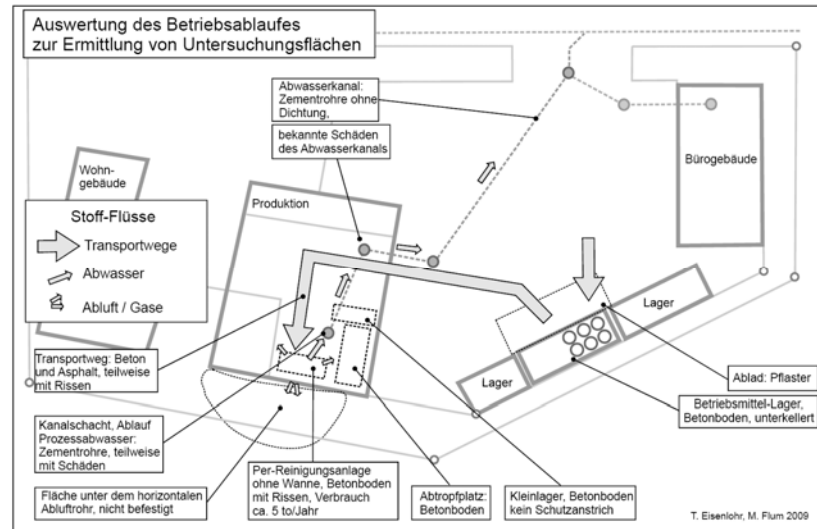 Auswertung des Betriebsablaufes
zur Ermittlung von Untersuchungsflächen
Abwasserkanal:
Zementrohre ohne
Dichtung,
bekannte Schäden
des Abwasserkanals
Wohn-
gebäude
Bürogebäude
Produktion
Stoff-Flüsse
Transportwege
Abwasser
Abluft / Gase
Lager
Lager
Transportweg: Beton
und Asphalt, teilweise
mit Rissen
Ablad: Pflaster
Betriebsmittel-Lager,
Betonboden, unterkellert
Kanalschacht, Ablauf
Prozessabwasser:
Zementrohre, teilweise
mit Schäden
Fläche unter dem horizontalen
Abluftrohr, nicht befestigt
Per-Reinigungsanlage
ohne Wanne, Betonboden
mit Rissen, Verbrauch
ca. 5 to/Jahr
Abtropfplatz:
Betonboden
Kleinlager, Betonboden
kein Schutzanstrich
T. Eisenlohr, M. Flum 2009